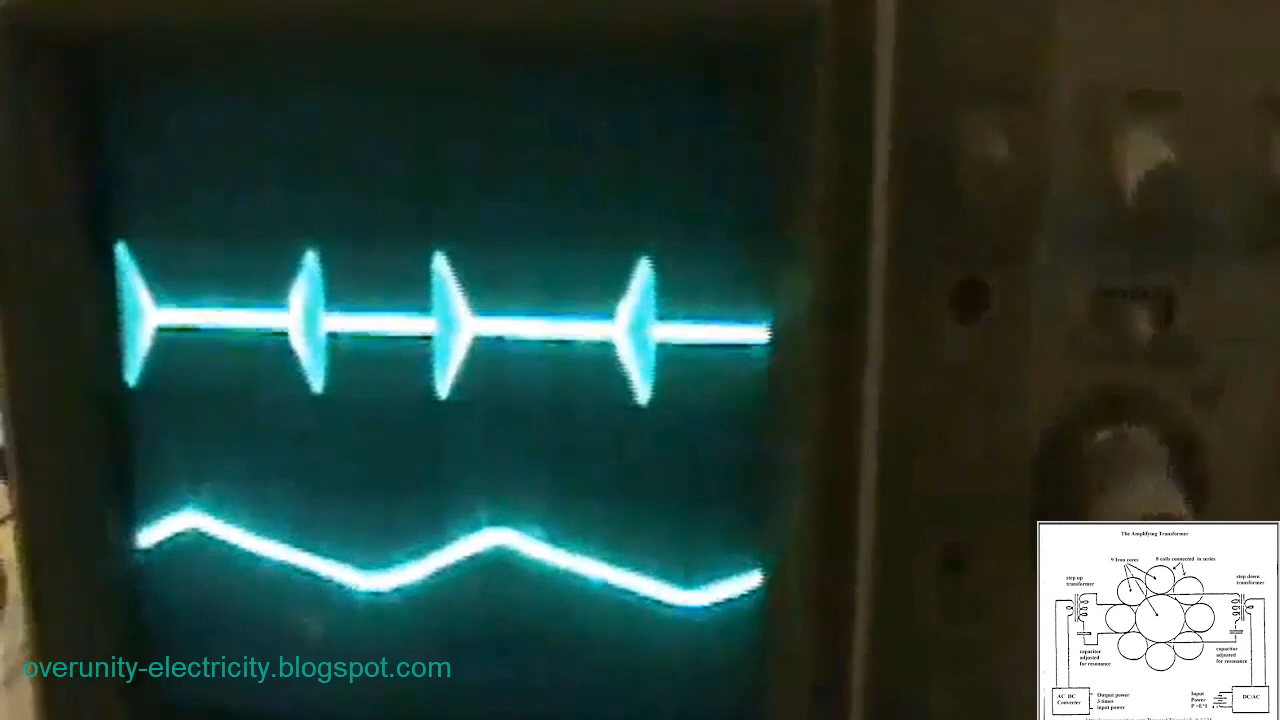 The Amplifying Transformer
9 Iron cores
8 coils connected in series
step up
transformer
step down
transformer
capacitor
adjusted
for resonance
capacitor
adjusted
for resonance
AC DC
Converter
Output power
3 times
input power
Input
Power
P =E*I
DC/AC
overunity-electricity.blogspot.com